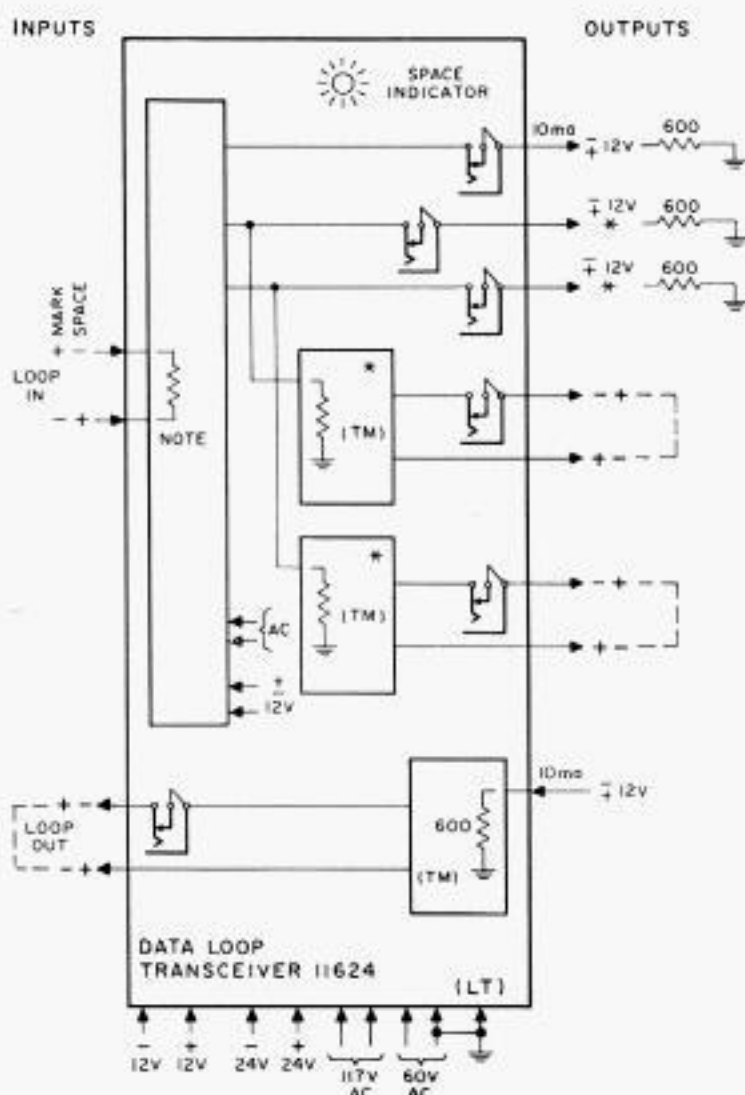 INPUTS
OUTPUTS
SPACE
INDICATOR
10ma
∓ 12V
600
∓ 12V
*
600
∓ 12V
*
600
+ MARK
- SPACE
LOOP
IN
- +
NOTE
*
(TM)
- +
+ -
*
(TM)
- +
+ -
AC
±
12V
10ma
∓ 12V
600
(TM)
+ -
LOOP
OUT
- +
DATA LOOP
TRANSCEIVER 11624
(LT)
-
12V
+
12V
-
24V
+
24V
117V
AC
60V
AC